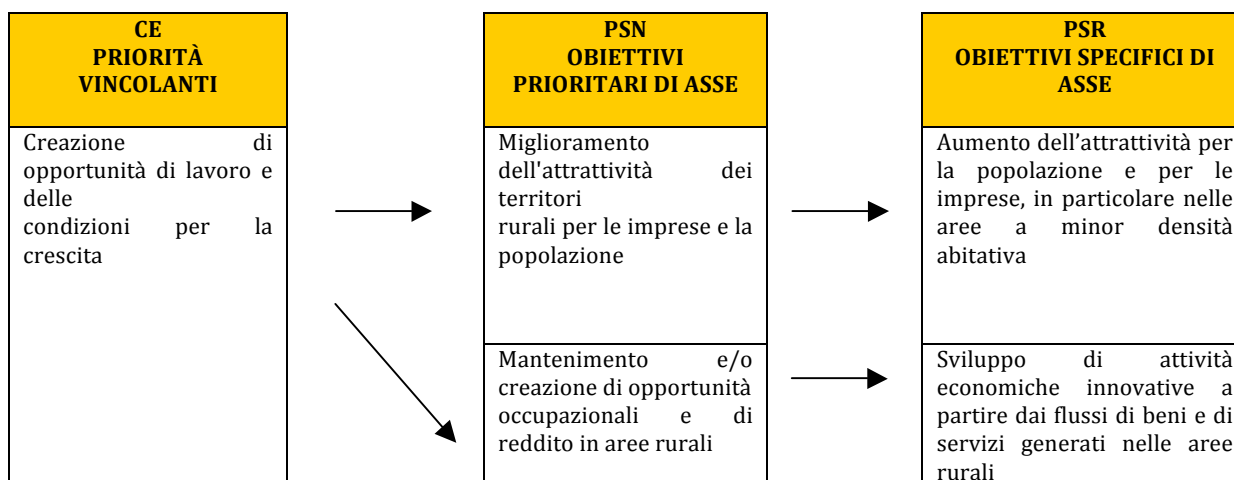 CE
PRIORITÀ
VINCOLANTI
Creazione di
opportunità di lavoro e
delle
condizioni per la
crescita
PSN
OBIETTIVI
PRIORITARI DI ASSE
Miglioramento
dell'attrattività dei
territori
rurali per le imprese e la
popolazione
Mantenimento e/o
creazione di opportunità
occupazionali e di
reddito in aree rurali
PSR
OBIETTIVI SPECIFICI DI
ASSE
Aumento dell’attrattività per
la popolazione e per le
imprese, in particolare nelle
aree a minor densità
abitativa
Sviluppo di attività
economiche innovative a
partire dai flussi di beni e di
servizi generati nelle aree
rurali